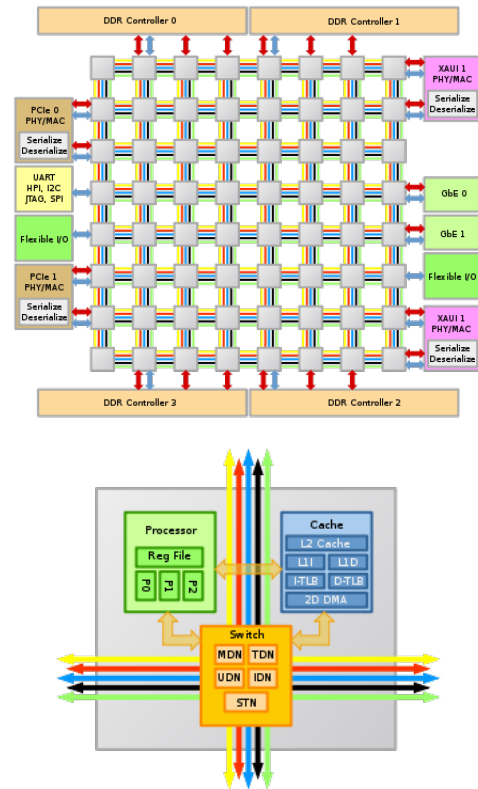 DDR Controller 0
DDR Controller 1
XAUI 1
PHY/MAC
Serialize
Deserialize
PCIe 0
PHY/MAC
Serialize
Deserialize
UART
HPI, I2C
JTAG, SPI
GbE 0
Flexible I/O
GbE 1
PCIe 1
PHY/MAC
Serialize
Deserialize
Flexible I/O
XAUI 1
PHY/MAC
Serialize
Deserialize
DDR Controller 3
DDR Controller 2
Processor
Reg File
P0
P1
P2
Cache
L2 Cache
L1I
L1D
I-TLB
D-TLB
2D DMA
Switch
MDN
TDN
UDN
IDN
STN